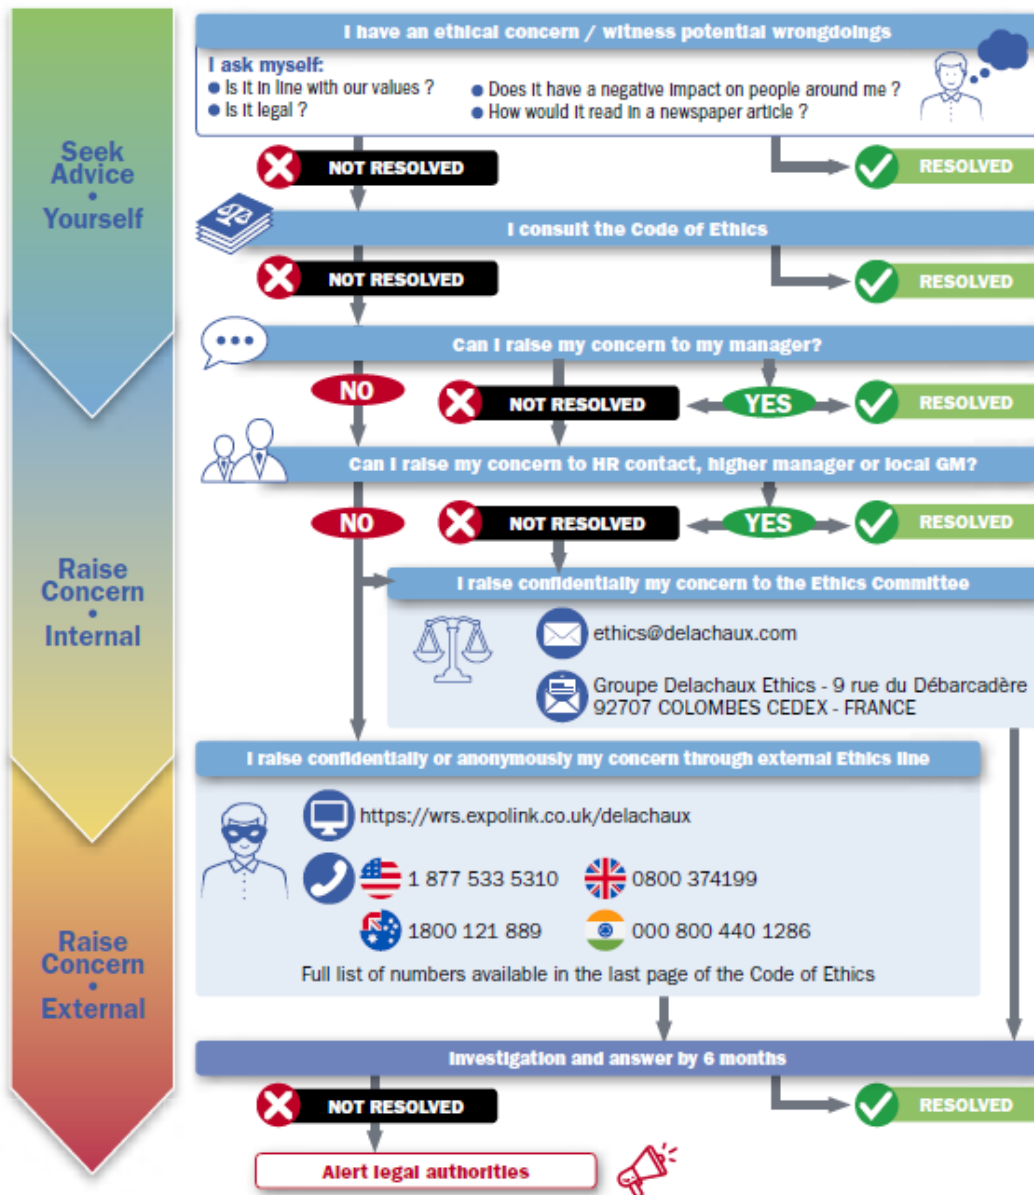 I have an ethical concern / witness potential wrongdoings
I ask myself:
Is it in line with our values ?
Is it legal ?
Does it have a negative impact on people around me ?
How would it read in a newspaper article ?
Seek
Advice
•
Yourself
NOT RESOLVED
RESOLVED
I consult the Code of Ethics
NOT RESOLVED
RESOLVED
Can I raise my concern to my manager?
NO
NOT RESOLVED
YES
RESOLVED
Can I raise my concern to HR contact, higher manager or local GM?
NO
NOT RESOLVED
YES
RESOLVED
Raise
Concern
•
Internal
I raise confidentially my concern to the Ethics Committee
ethics@delachaux.com
Groupe Delachaux Ethics - 9 rue du Débarcadère
92707 COLOMBES CEDEX - FRANCE
I raise confidentially or anonymously my concern through external Ethics line
https://wrs.expolink.co.uk/delachaux
1 877 533 5310
0800 374199
1800 121 889
000 800 440 1286
Full list of numbers available in the last page of the Code of Ethics
Raise
Concern
•
External
Investigation and answer by 6 months
NOT RESOLVED
RESOLVED
Alert legal authorities